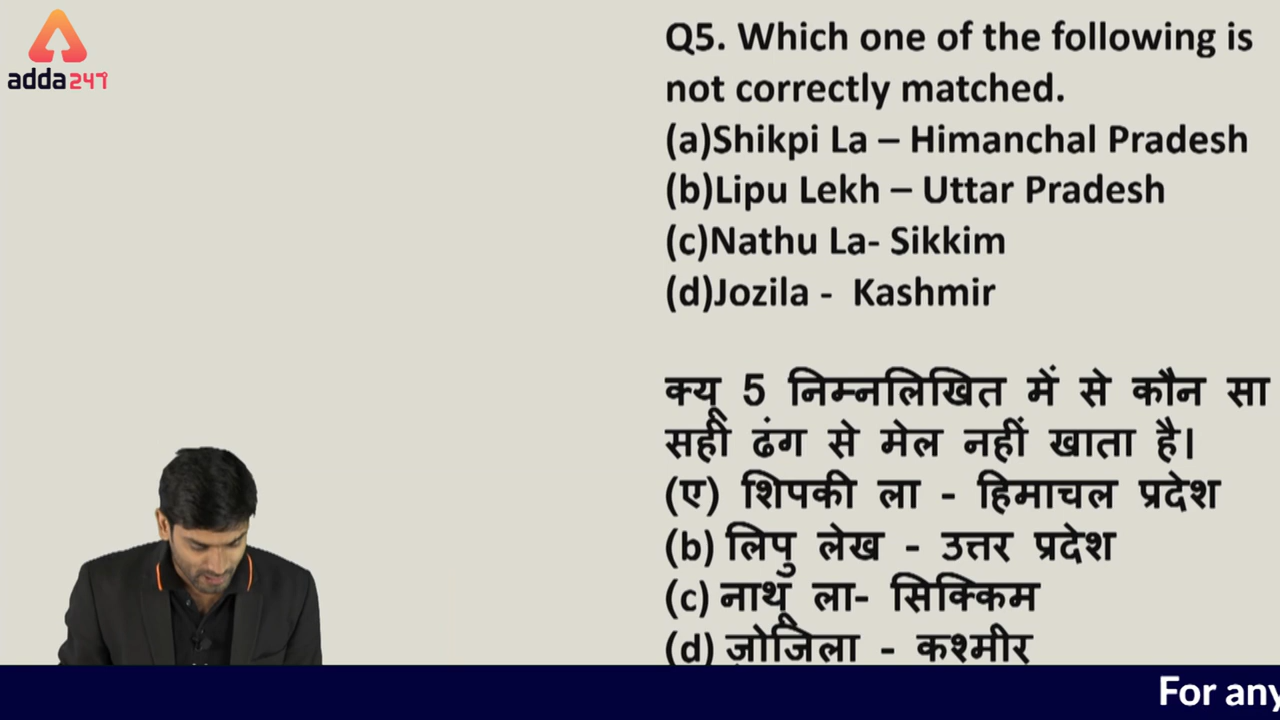 adda247
Q5. Which one of the following is
not correctly matched.
(a)Shikpi La – Himanchal Pradesh
(b)Lipu Lekh – Uttar Pradesh
(c)Nathu La- Sikkim
(d)Jozila -  Kashmir
क्यू 5 निम्नलिखित में से कौन सा
सही ढंग से मेल नहीं खाता है।
(ए) शिपकी ला - हिमाचल प्रदेश
(b) लिपु लेख - उत्तर प्रदेश
(c) नाथू ला- सिक्किम
(d) ज़ोजिला - कश्मीर
For any